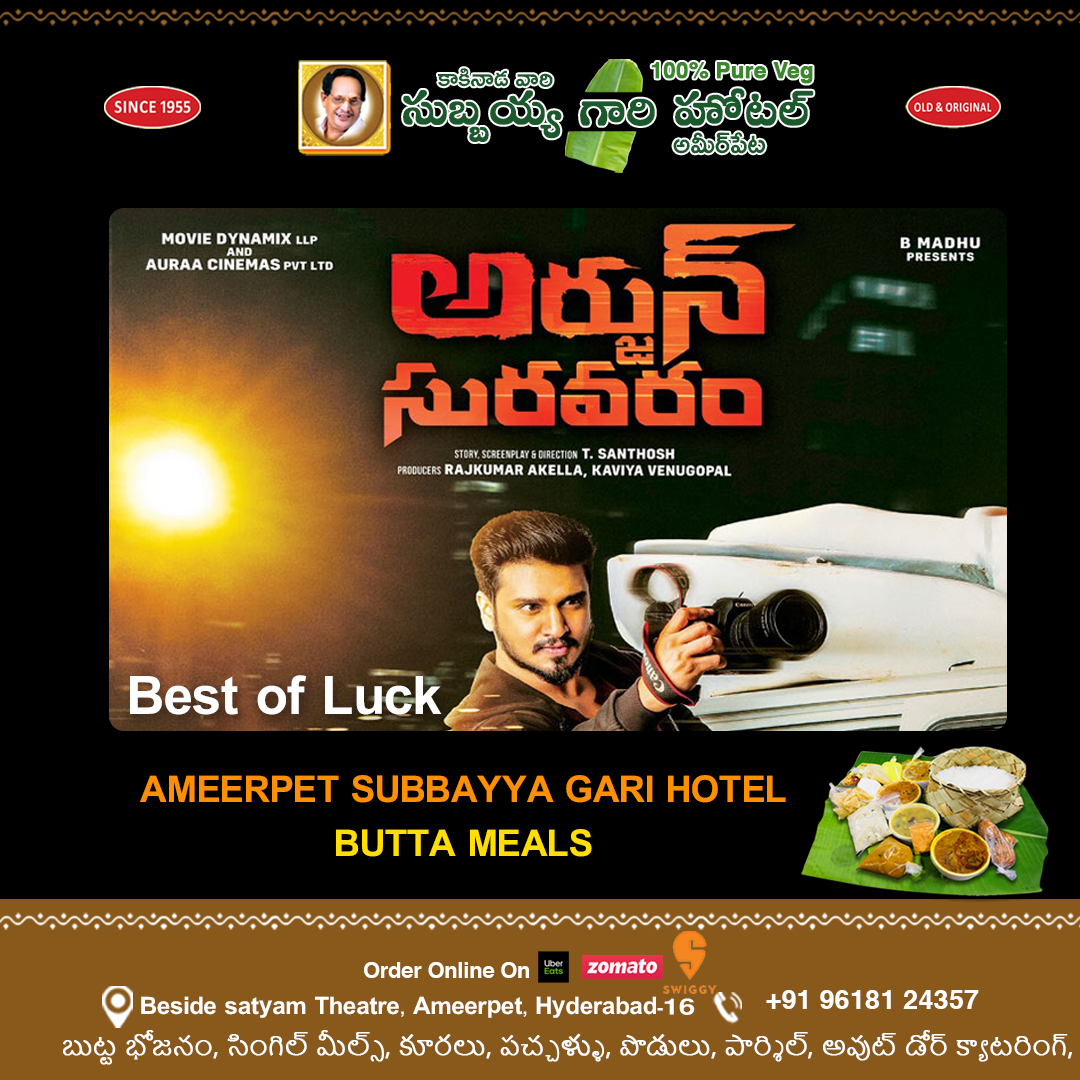 SINCE 1955
కాకినాడ వారి
100% Pure Veg
సుబ్బయ్య గారి హోటల్
అమీర్‌పేట
OLD & ORIGINAL
MOVIE DYNAMIX LLP
AND
AURAA CINEMAS PVT LTD
B MADHU
PRESENTS
అర్జున్
సురవరం
STORY, SCREENPLAY & DIRECTION T. SANTHOSH
PRODUCERS RAJKUMAR AKELLA, KAVIYA VENUGOPAL
Canon
Canon
Best of Luck
AMEERPET SUBBAYYA GARI HOTEL
BUTTA MEALS
Order Online On Uber Eats zomato SWIGGY
Beside satyam Theatre, Ameerpet, Hyderabad-16 +91 96181 24357
బుట్ట భోజనం, సింగిల్ మీల్స్, కూరలు, పచ్చళ్ళు, పొడులు, పార్శిల్, అవుట్ డోర్ క్యాటరింగ్,